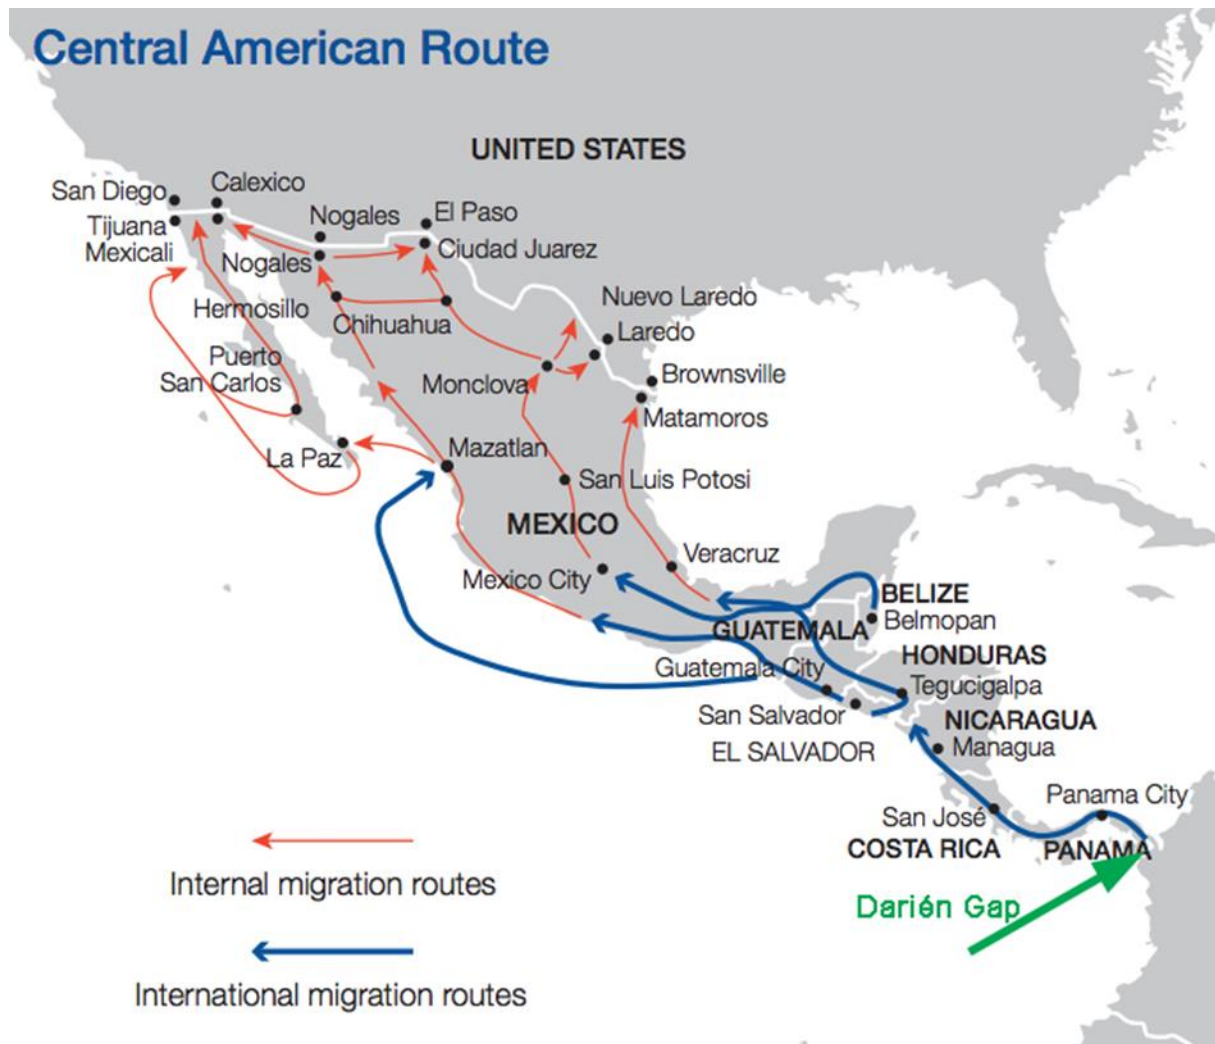 Central American Route
UNITED STATES
San Diego
Calexico
Tijuana
Mexicali
Nogales
El Paso
Nogales
Ciudad Juarez
Hermosillo
Chihuahua
Nuevo Laredo
Laredo
Puerto
San Carlos
Monclova
Brownsville
Matamoros
La Paz
Mazatlan
San Luis Potosi
MEXICO
Mexico City
Veracruz
BELIZE
Belmopan
GUATEMALA
Guatemala City
HONDURAS
Tegucigalpa
San Salvador
EL SALVADOR
NICARAGUA
Managua
Panama City
San José
COSTA RICA
PANAMA
Darién Gap
Internal migration routes
International migration routes